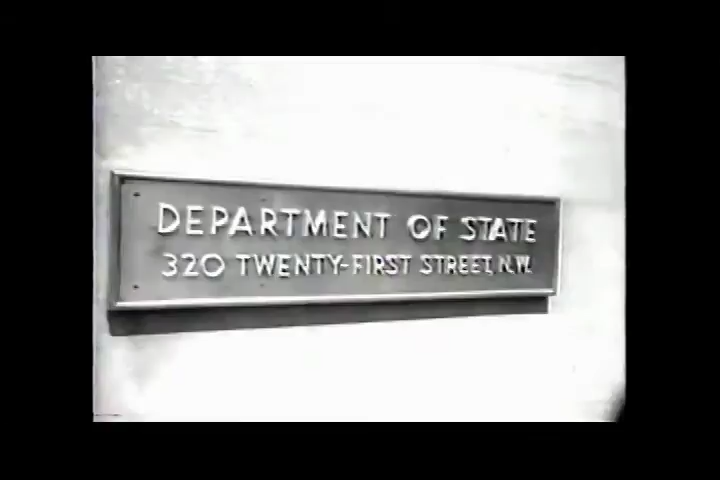 DEPARTMENT OF STATE
320 TWENTY-FIRST STREET, N.W.